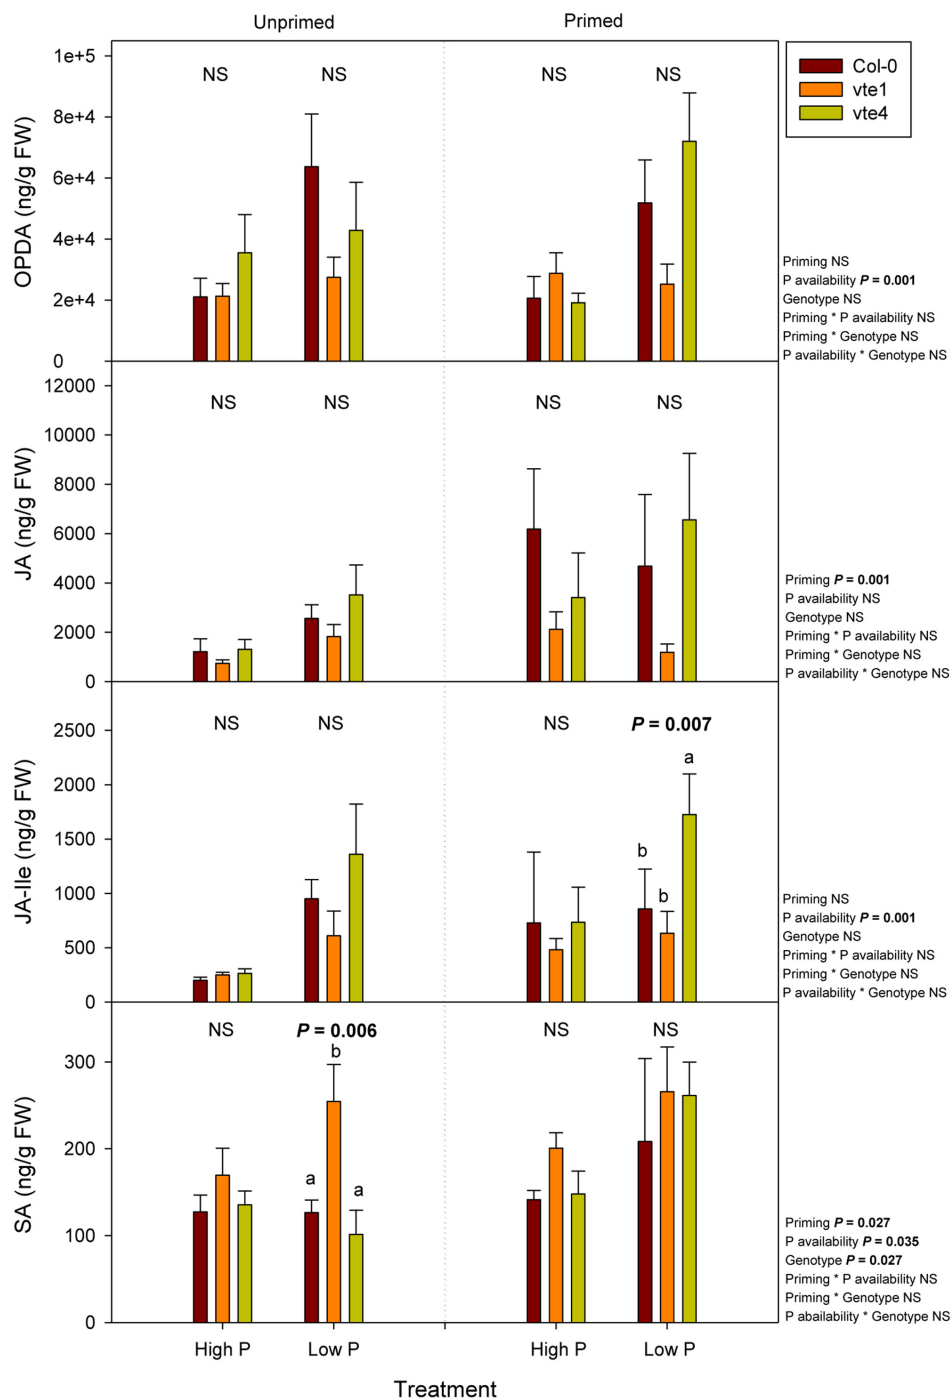 Unprimed Primed
Col-0
vte1
vte4
OPDA (ng/g FW)
1e+5
8e+4
6e+4
4e+4
2e+4
0
NS NS NS NS
Priming NS
P availability P = 0.001
Genotype NS
Priming * P availability NS
Priming * Genotype NS
P availability * Genotype NS
JA (ng/g FW)
12000
10000
8000
6000
4000
2000
0
NS NS NS NS
Priming P = 0.001
P availability NS
Genotype NS
Priming * P availability NS
Priming * Genotype NS
P availability * Genotype NS
JA-Ile (ng/g FW)
2500
2000
1500
1000
500
0
NS NS NS P = 0.007
b b a
Priming NS
P availability P = 0.001
Genotype NS
Priming * P availability NS
Priming * Genotype NS
P availability * Genotype NS
SA (ng/g FW)
300
200
100
0
NS P = 0.006 NS NS
a b a
Priming P = 0.027
P availability P = 0.035
Genotype P = 0.027
Priming * P availability NS
Priming * Genotype NS
P abailability * Genotype NS
High P Low P High P Low P
Treatment